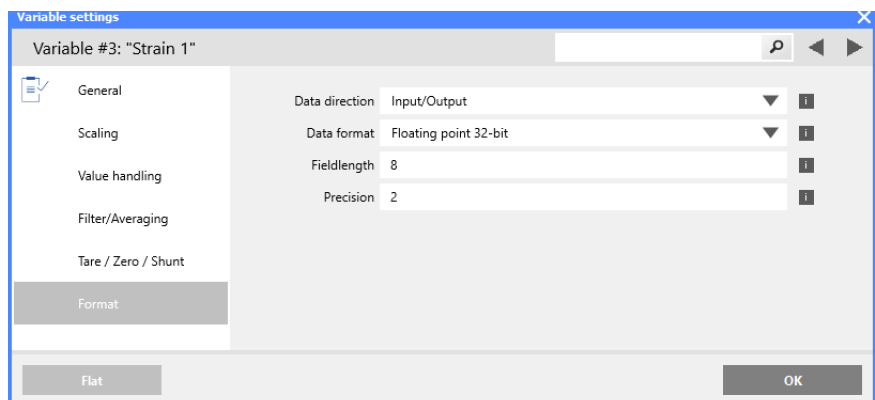 Variable settings
Variable #3: "Strain 1"
General
Scaling
Value handling
Filter/Averaging
Tare / Zero / Shunt
Format
Data direction Input/Output
Data format Floating point 32-bit
Fieldlength 8
Precision 2
Flat
OK